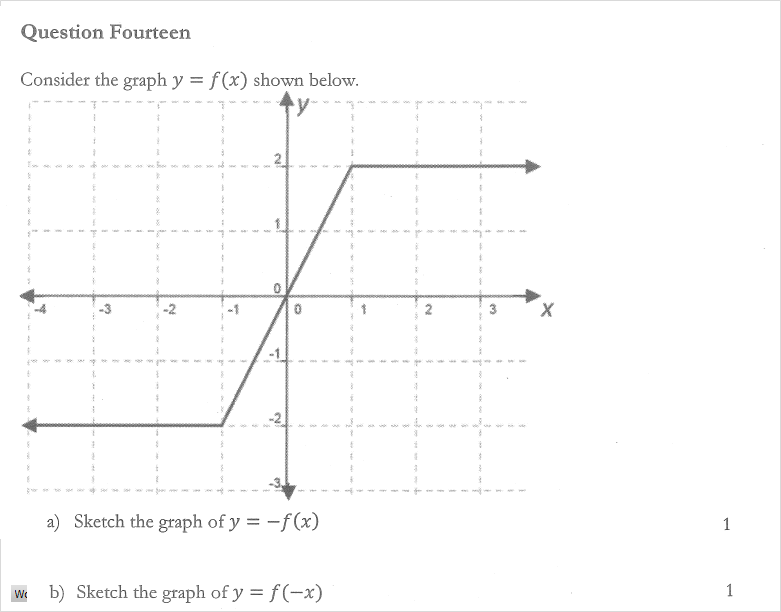 Question Fourteen
Consider the graph y = f(x) shown below.
y
2
1
0
-4 -3 -2 -1 0 1 2 3 X
-1
-2
-3
a) Sketch the graph of y = −f(x) 1
b) Sketch the graph of y = f(−x) 1